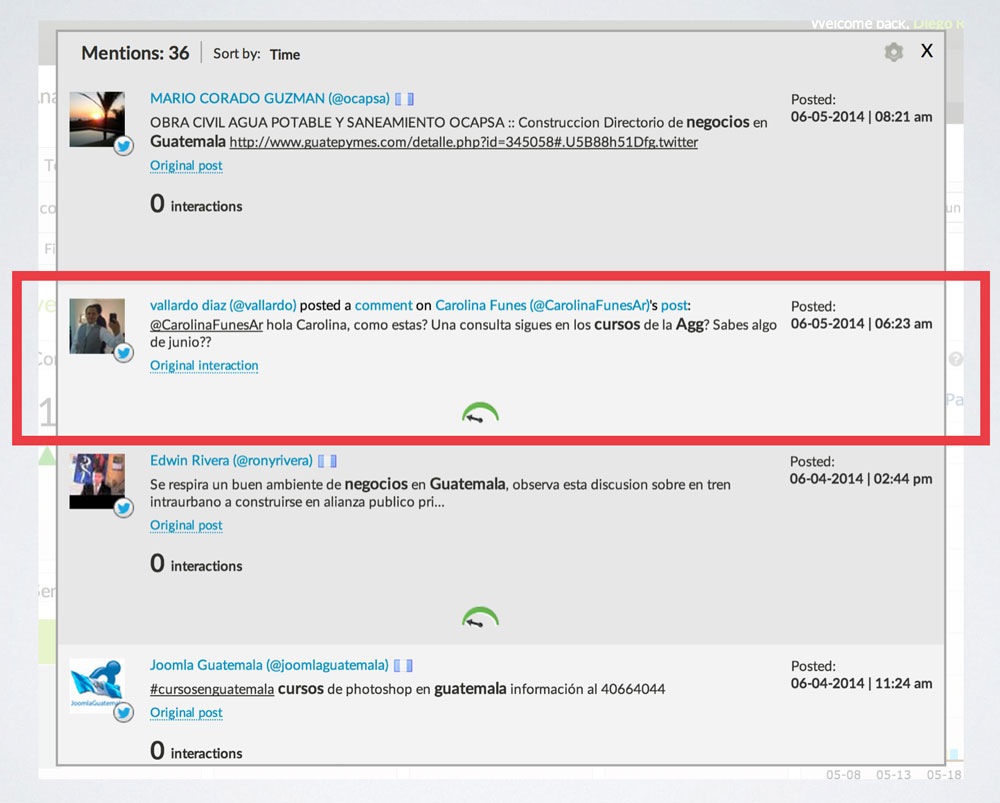 Welcome back, Diego R
Mentions: 36 Sort by: Time X
MARIO CORADO GUZMAN (@ocapsa)
Posted:
06-05-2014 | 08:21 am
OBRA CIVIL AGUA POTABLE Y SANEAMIENTO OCAPSA :: Construccion Directorio de negocios en
Guatemala http://www.guatepymes.com/detalle.php?id=345058#.U5B88h51Dfg.twitter
Original post
0 interactions
vallardo diaz (@vallardo) posted a comment on Carolina Funes (@CarolinaFunesAr)'s post:
Posted:
06-05-2014 | 06:23 am
@CarolinaFunesAr hola Carolina, como estas? Una consulta sigues en los cursos de la Agg? Sabes algo
de junio??
Original interaction
Edwin Rivera (@ronyrivera)
Posted:
06-04-2014 | 02:44 pm
Se respira un buen ambiente de negocios en Guatemala, observa esta discusion sobre en tren
intraurbano a construirse en alianza publico pri...
Original post
0 interactions
Joomla Guatemala (@joomlaguatemala)
Posted:
06-04-2014 | 11:24 am
#cursosenguatemala cursos de photoshop en guatemala información al 40664044
Original post
0 interactions
05-08 05-13 05-18